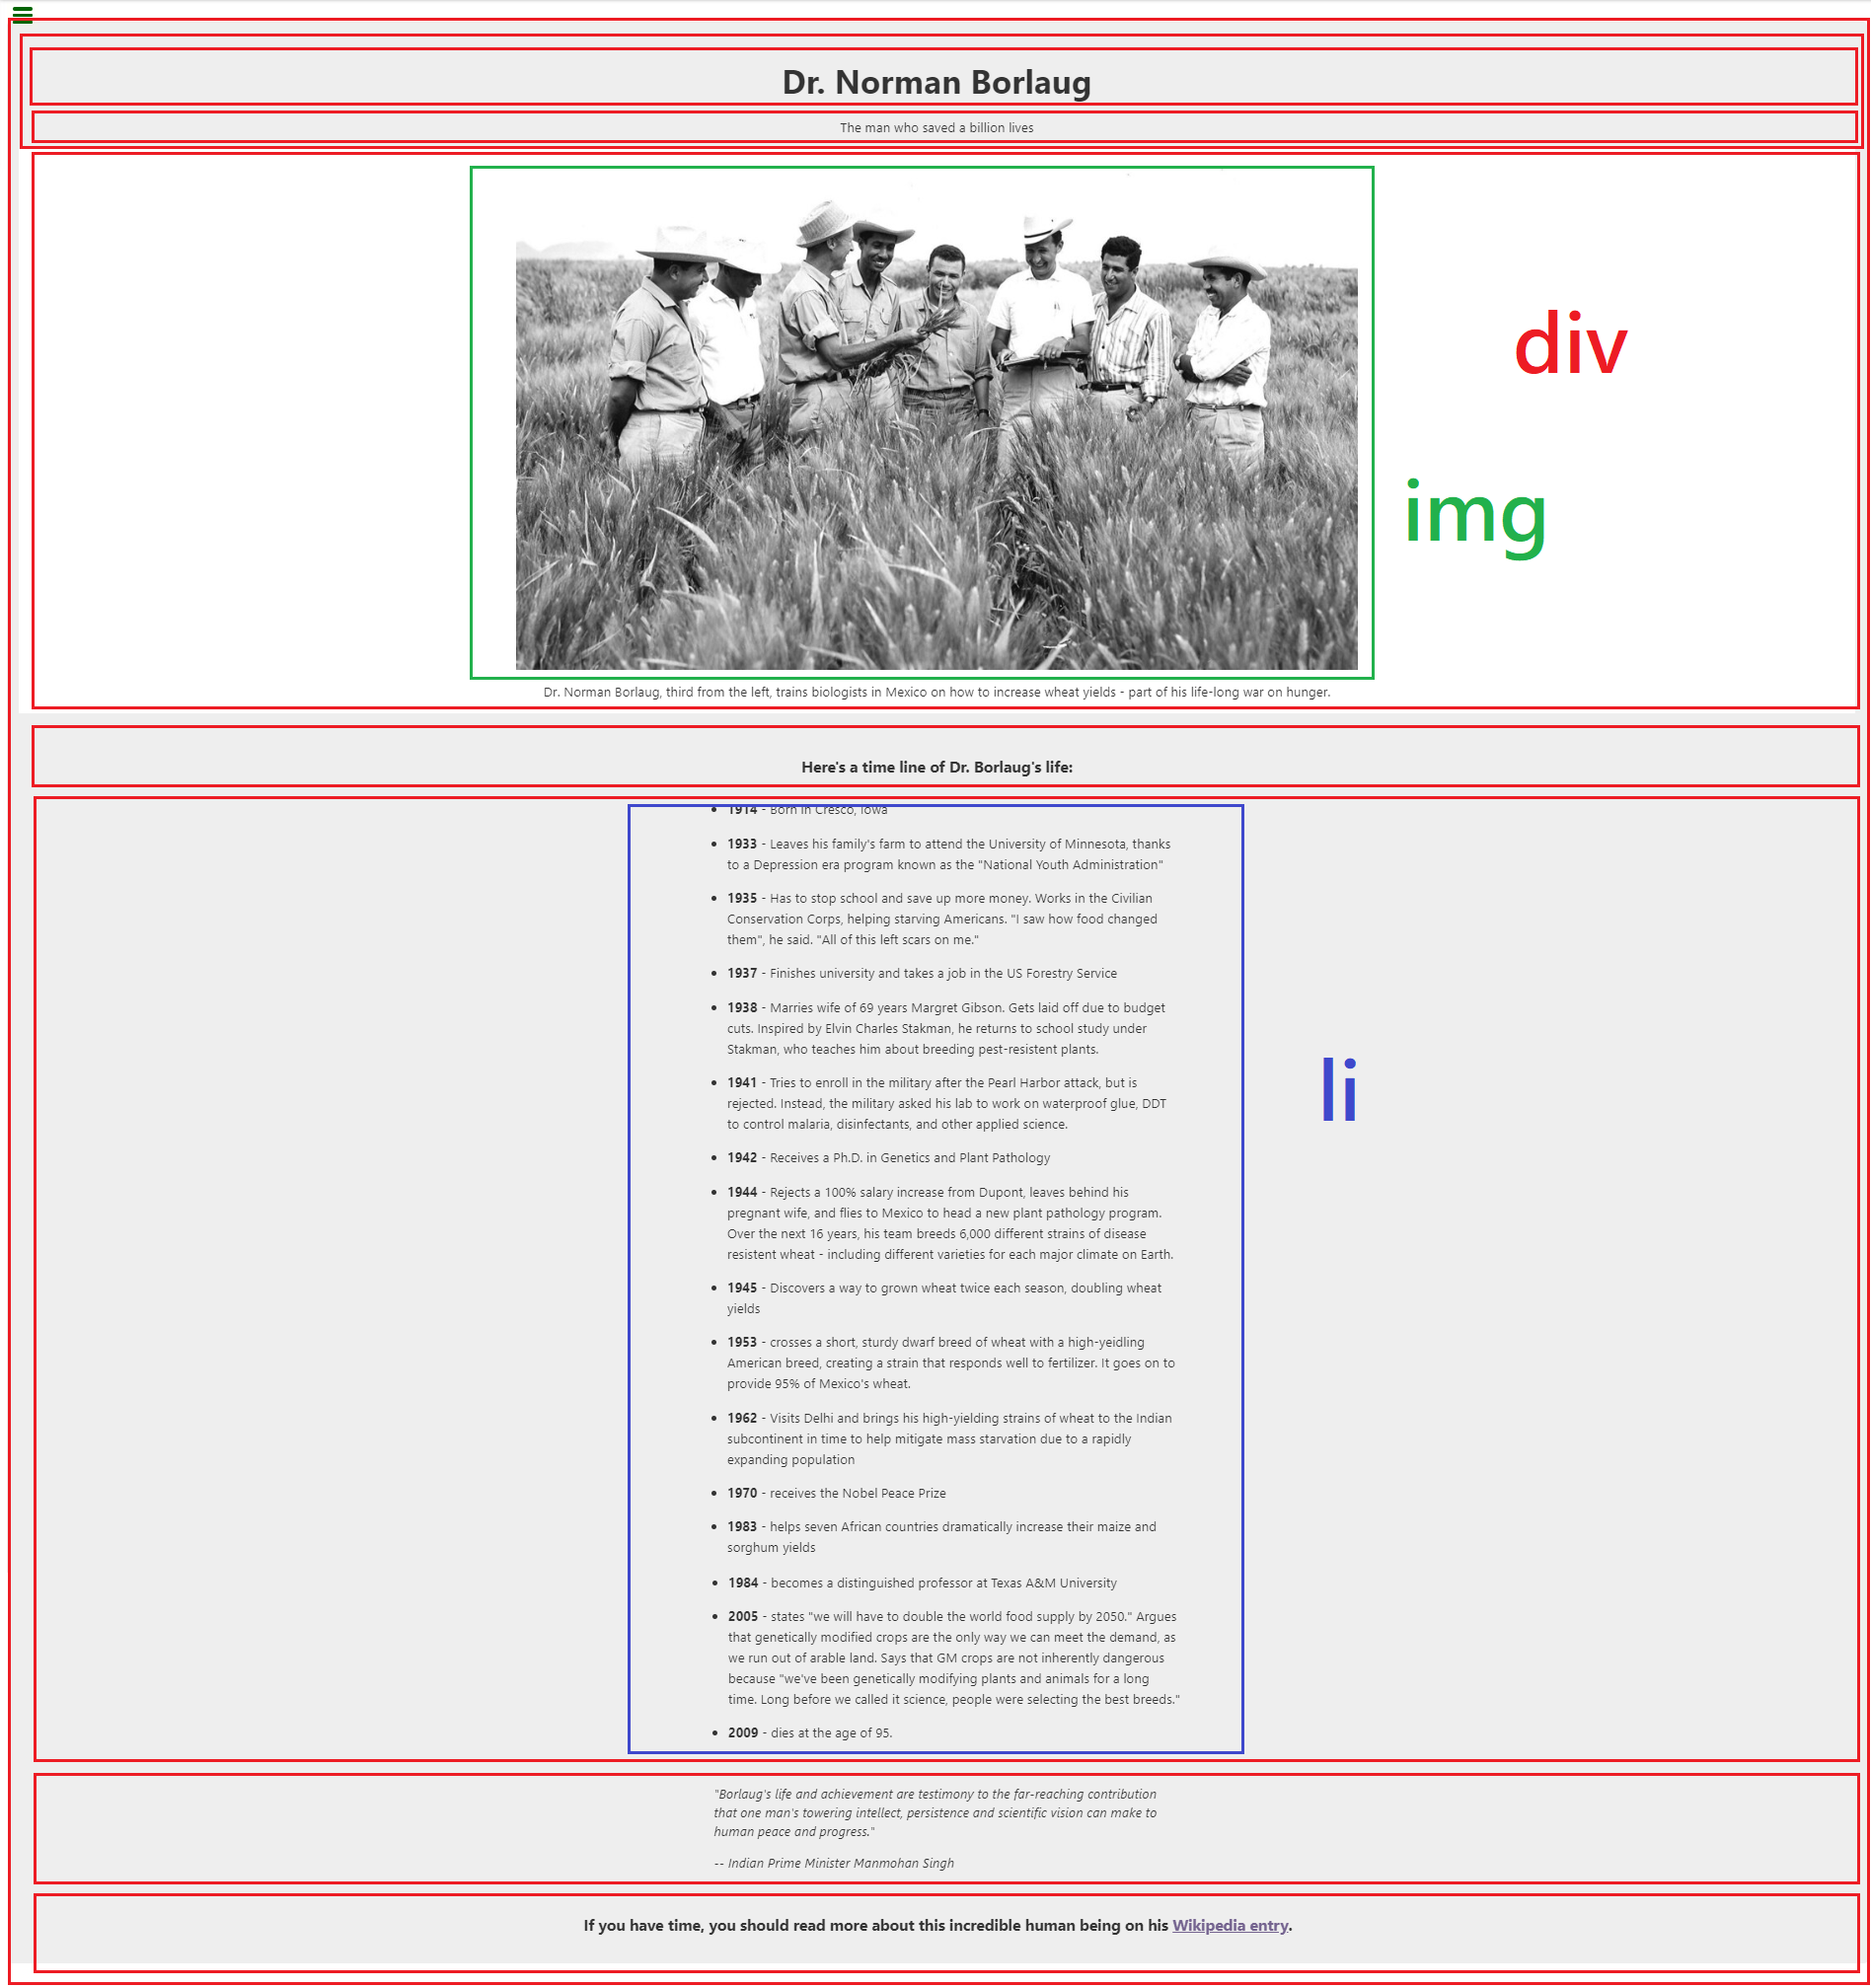 Dr. Norman Borlaug
The man who saved a billion lives
div
img
Dr. Norman Borlaug, third from the left, trains biologists in Mexico on how to increase wheat yields - part of his life-long war on hunger.
Here's a time line of Dr. Borlaug's life:
• 1914 - Born in Cresco, Iowa
• 1933 - Leaves his family's farm to attend the University of Minnesota, thanks
to a Depression era program known as the "National Youth Administration"
• 1935 - Has to stop school and save up more money. Works in the Civilian
Conservation Corps, helping starving Americans. "I saw how food changed
them", he said. "All of this left scars on me."
• 1937 - Finishes university and takes a job in the US Forestry Service
• 1938 - Marries wife of 69 years Margret Gibson. Gets laid off due to budget
cuts. Inspired by Elvin Charles Stakman, he returns to school study under
Stakman, who teaches him about breeding pest-resistent plants.
li
• 1941 - Tries to enroll in the military after the Pearl Harbor attack, but is
rejected. Instead, the military asked his lab to work on waterproof glue, DDT
to control malaria, disinfectants, and other applied science.
• 1942 - Receives a Ph.D. in Genetics and Plant Pathology
• 1944 - Rejects a 100% salary increase from Dupont, leaves behind his
pregnant wife, and flies to Mexico to head a new plant pathology program.
Over the next 16 years, his team breeds 6,000 different strains of disease
resistent wheat - including different varieties for each major climate on Earth.
• 1945 - Discovers a way to grown wheat twice each season, doubling wheat
yields
• 1953 - crosses a short, sturdy dwarf breed of wheat with a high-yeidling
American breed, creating a strain that responds well to fertilizer. It goes on to
provide 95% of Mexico's wheat.
• 1962 - Visits Delhi and brings his high-yielding strains of wheat to the Indian
subcontinent in time to help mitigate mass starvation due to a rapidly
expanding population
• 1970 - receives the Nobel Peace Prize
• 1983 - helps seven African countries dramatically increase their maize and
sorghum yields
• 1984 - becomes a distinguished professor at Texas A&M University
• 2005 - states "we will have to double the world food supply by 2050." Argues
that genetically modified crops are the only way we can meet the demand, as
we run out of arable land. Says that GM crops are not inherently dangerous
because "we've been genetically modifying plants and animals for a long
time. Long before we called it science, people were selecting the best breeds."
• 2009 - dies at the age of 95.
"Borlaug's life and achievement are testimony to the far-reaching contribution
that one man's towering intellect, persistence and scientific vision can make to
human peace and progress."
-- Indian Prime Minister Manmohan Singh
If you have time, you should read more about this incredible human being on his Wikipedia entry.